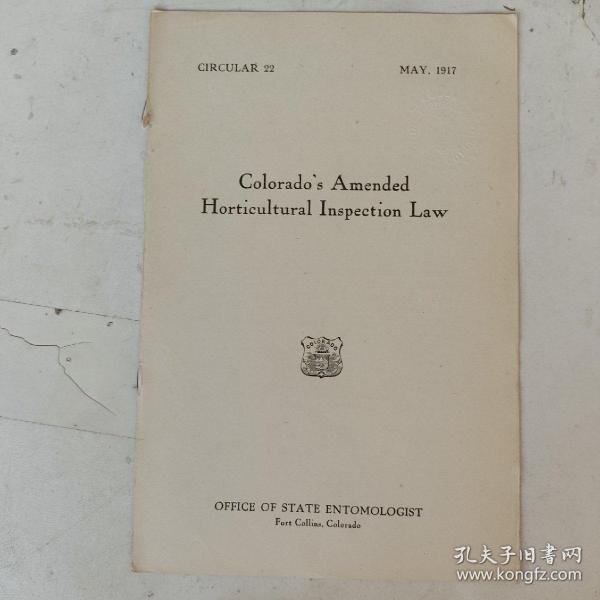 CIRCULAR 22
MAY, 1917
Colorado's Amended
Horticultural Inspection Law
COLORADO
OFFICE OF STATE ENTOMOLOGIST
Fort Collins, Colorado
孔夫子旧書网
www.kongfz.com